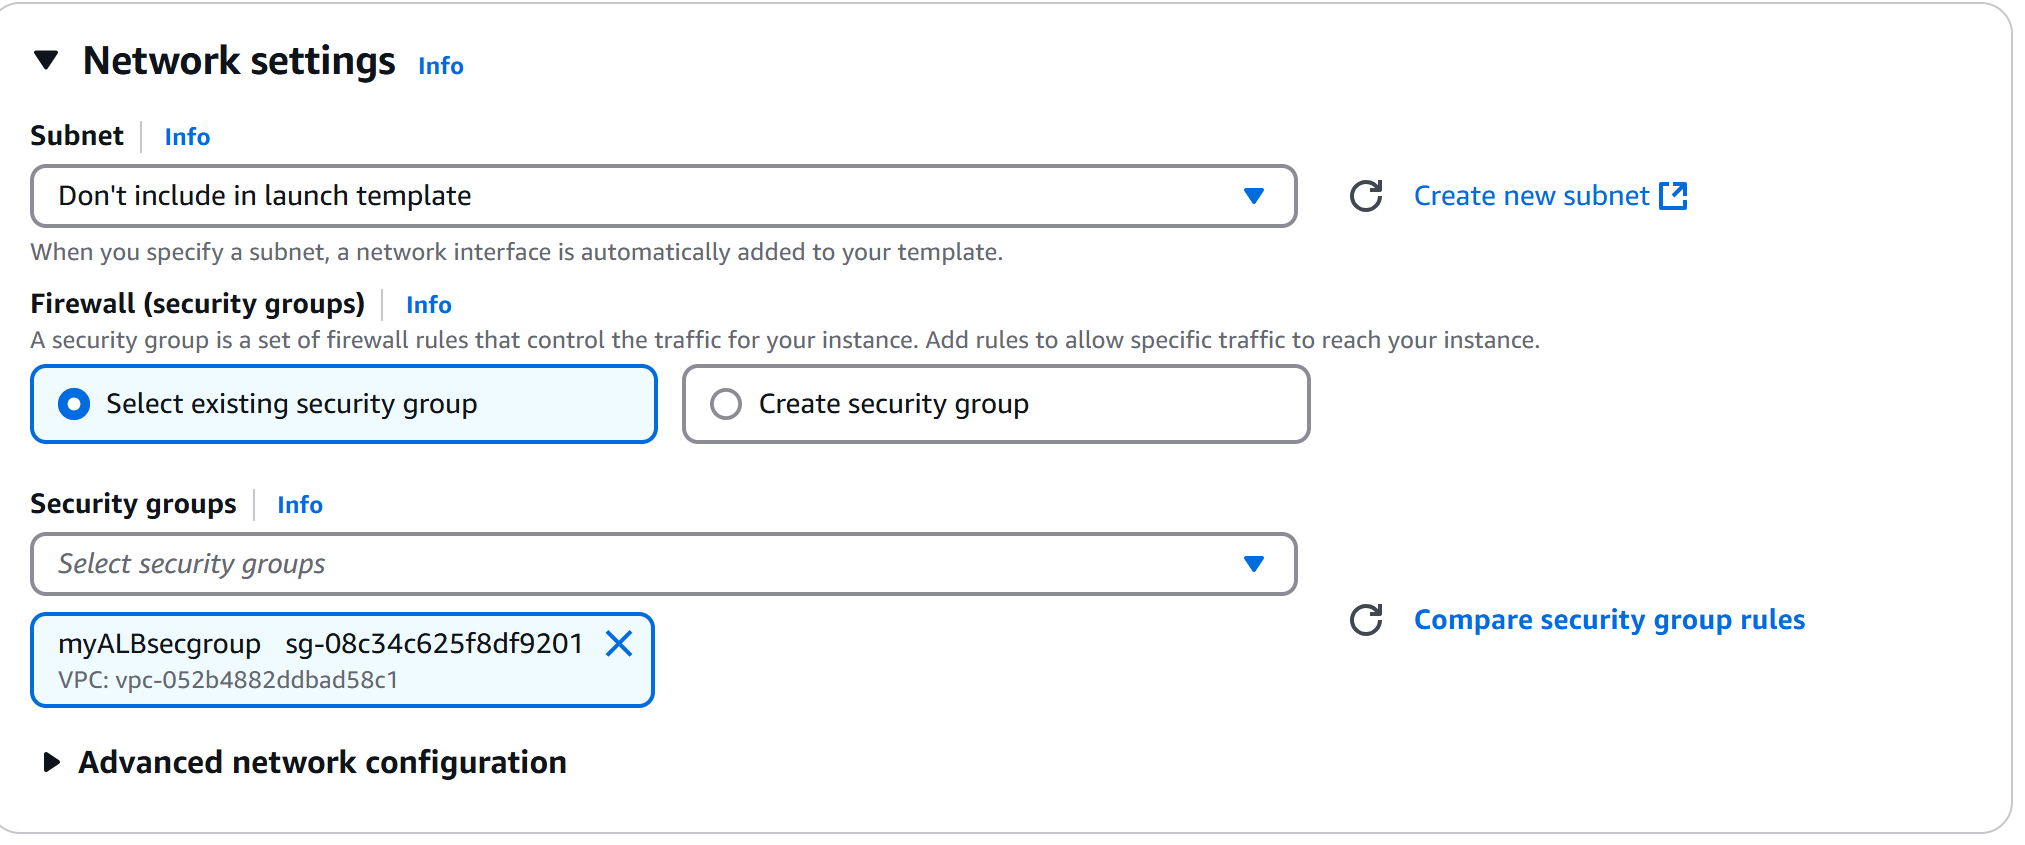 Network settings Info
Subnet Info
Don't include in launch template
Create new subnet
When you specify a subnet, a network interface is automatically added to your template.
Firewall (security groups) Info
A security group is a set of firewall rules that control the traffic for your instance. Add rules to allow specific traffic to reach your instance.
Select existing security group
Create security group
Security groups Info
Select security groups
Compare security group rules
myALBsecgroup sg-08c34c625f8df9201
VPC: vpc-052b4882ddbad58c1
Advanced network configuration